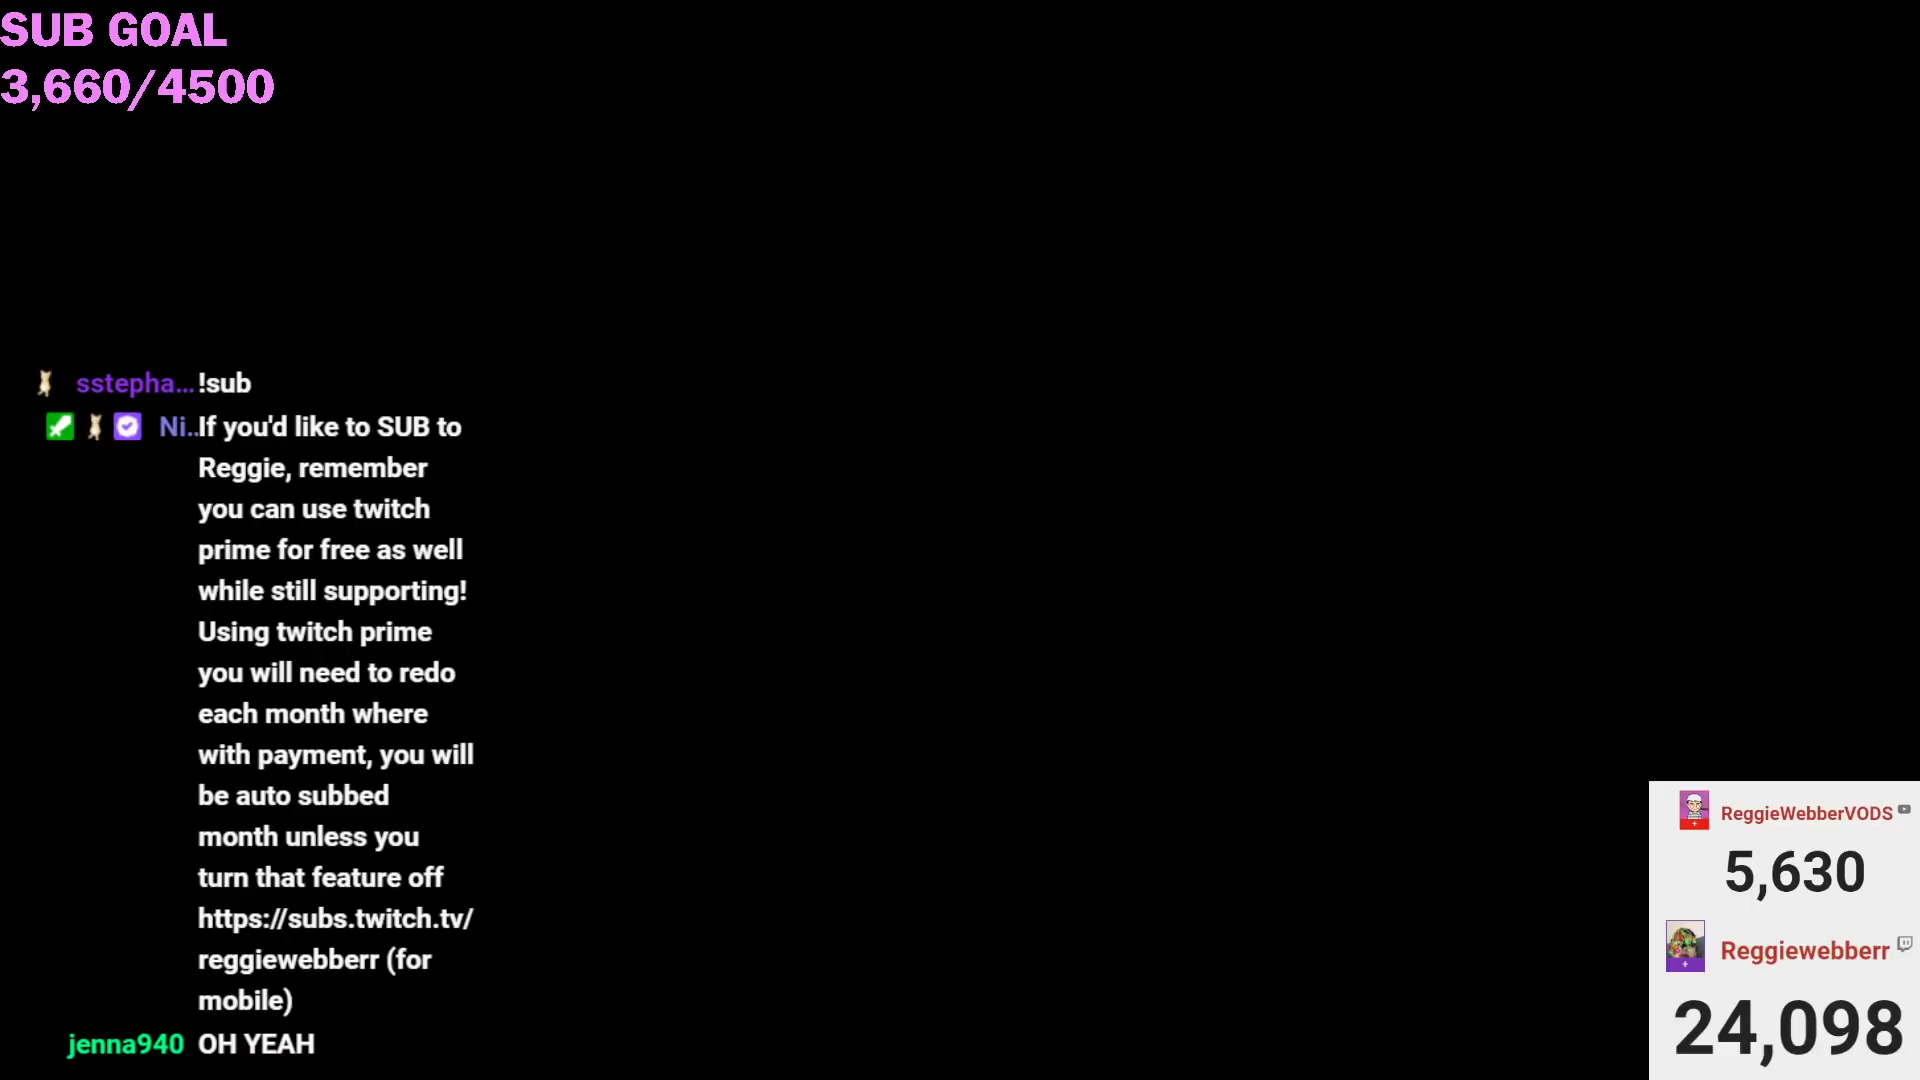 SUB GOAL
3,660/4500
sstepha... !sub
Ni.. If you'd like to SUB to
Reggie, remember
you can use twitch
prime for free as well
while still supporting!
Using twitch prime
you will need to redo
each month where
with payment, you will
be auto subbed
month unless you
turn that feature off
https://subs.twitch.tv/
reggiewebberr (for
mobile)
jenna940 OH YEAH
ReggieWebberVODS
5,630
Reggiewebberr
24,098